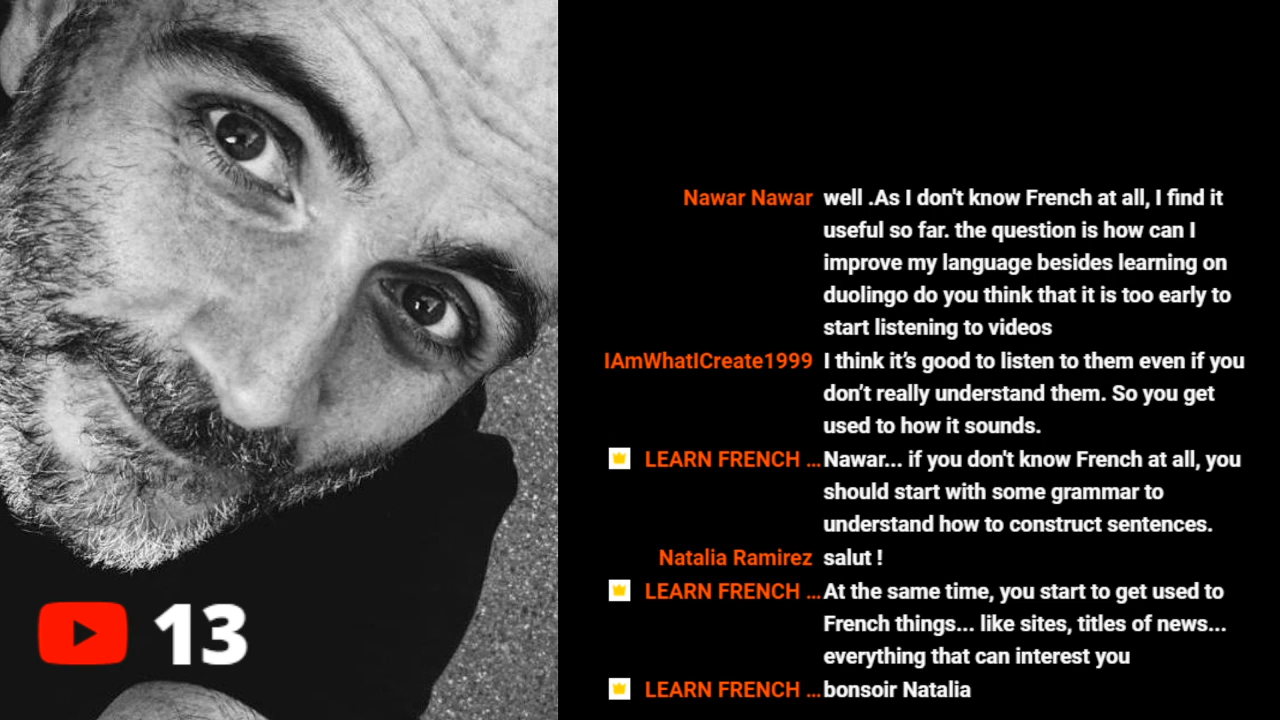 Nawar Nawar well .As I don't know French at all, I find it
useful so far. the question is how can I
improve my language besides learning on
duolingo do you think that it is too early to
start listening to videos
IAmWhatICreate1999 I think it’s good to listen to them even if you
don’t really understand them. So you get
used to how it sounds.
LEARN FRENCH ... Nawar... if you don't know French at all, you
should start with some grammar to
understand how to construct sentences.
Natalia Ramirez salut !
LEARN FRENCH ... At the same time, you start to get used to
French things... like sites, titles of news...
everything that can interest you
LEARN FRENCH ... bonsoir Natalia
13